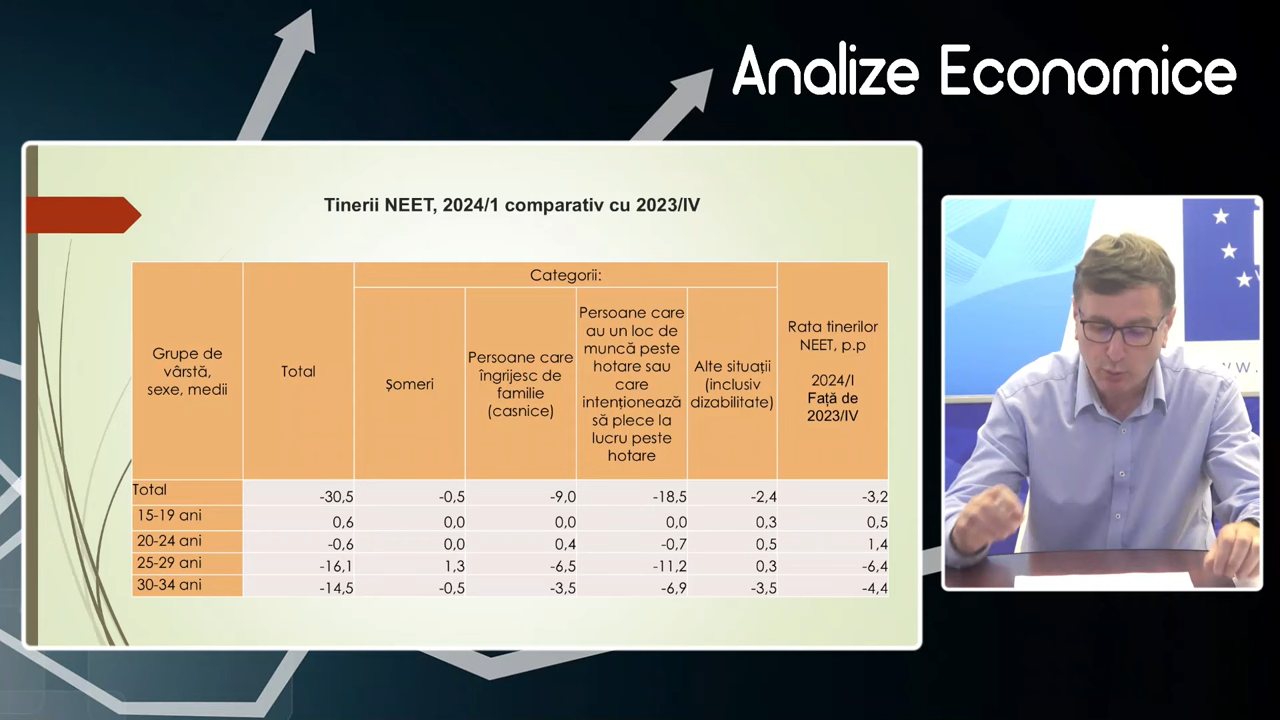 Analize Economice
Tinerii NEET, 2024/1 comparativ cu 2023/IV
Grupe de
vârstă,
sexe, medii
Total
Categorii:
Șomeri
Persoane care
îngrijesc de
familie
(casnice)
Persoane care
au un loc de
muncă peste
hotare sau
care
intenționează
să plece la
lucru peste
hotare
Alte situații
(inclusiv
dizabilitate)
Rata tinerilor
NEET, p.p
2024/I
Față de
2023/IV
Total -30,5 -0,5 -9,0 -18,5 -2,4 -3,2
15-19 ani 0,6 0,0 0,0 0,0 0,3 0,5
20-24 ani -0,6 0,0 0,4 -0,7 0,5 1,4
25-29 ani -16,1 1,3 -6,5 -11,2 0,3 -6,4
30-34 ani -14,5 -0,5 -3,5 -6,9 -3,5 -4,4